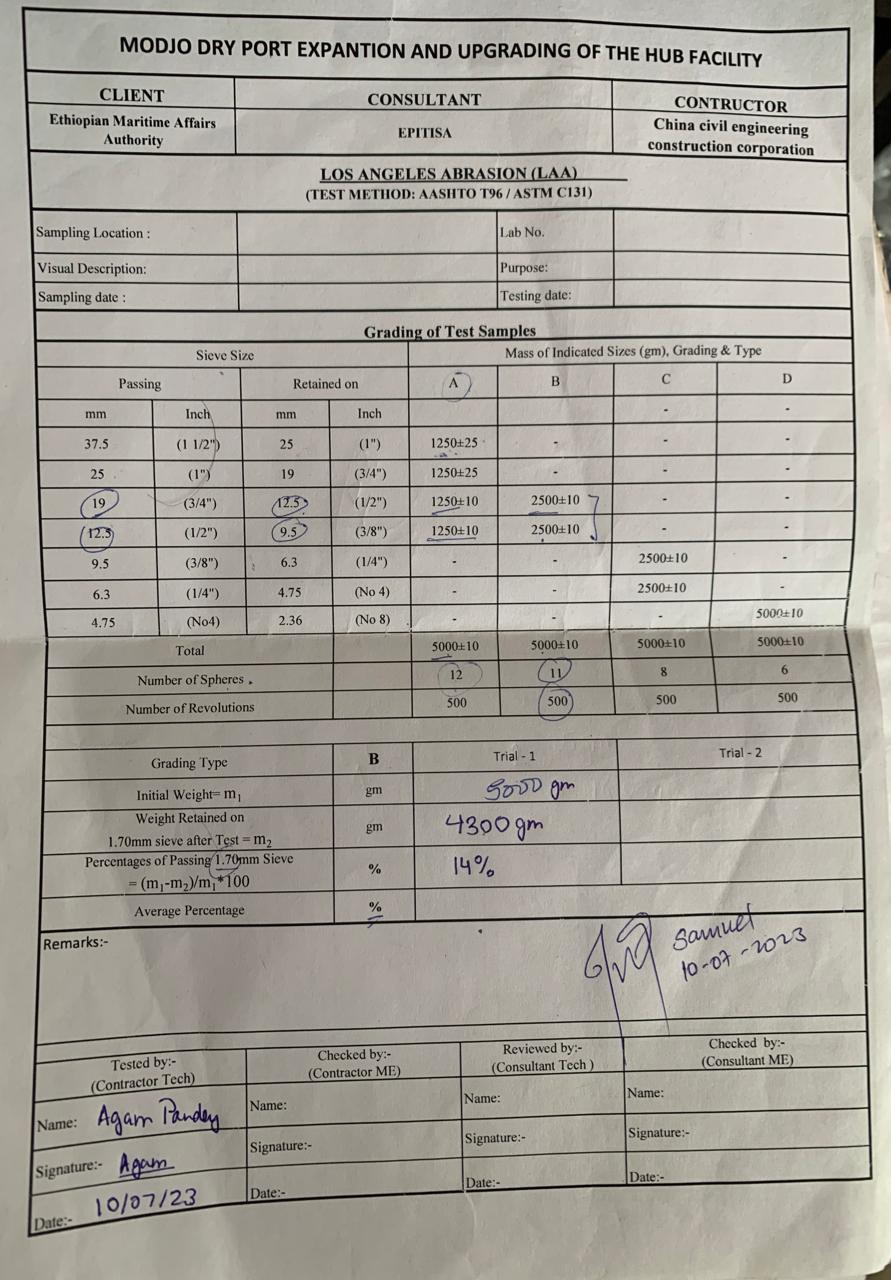 MODJO DRY PORT EXPANTION AND UPGRADING OF THE HUB FACILITY
CLIENT CONSULTANT CONTRUCTOR
Ethiopian Maritime Affairs Authority EPITISA China civil engineering construction corporation
LOS ANGELES ABRASION (LAA)
(TEST METHOD: AASHTO T96 / ASTM C131)
Sampling Location : Lab No.
Visual Description: Purpose:
Sampling date : Testing date:
Grading of Test Samples
Sieve Size Mass of Indicated Sizes (gm), Grading & Type
Passing Retained on A B C D
mm Inch mm Inch - -
37.5 (1 1/2") 25 (1") 1250±25 - - -
25 (1") 19 (3/4") 1250±25 - - -
19 (3/4") 12.5 (1/2") 1250±10 2500±10 - -
12.5 (1/2") 9.5 (3/8") 1250±10 2500±10 - -
9.5 (3/8") 6.3 (1/4") - - 2500±10 -
6.3 (1/4") 4.75 (No 4) - - 2500±10 -
4.75 (No4) 2.36 (No 8) - - - 5000±10
Total 5000±10 5000±10 5000±10 5000±10
Number of Spheres 12 11 8 6
Number of Revolutions 500 500 500 500
Grading Type B Trial - 1 Trial - 2
Initial Weight= m₁ gm 5000 gm
Weight Retained on
1.70mm sieve after Test = m₂ gm 4300 gm
Percentages of Passing 1.70mm Sieve
= (m₁-m₂)/m₁*100 % 14%
Average Percentage %
Remarks:-
Samuel
10-07-2023
Tested by:- Checked by:- Reviewed by:- Checked by:-
(Contractor Tech) (Contractor ME) (Consultant Tech ) (Consultant ME)
Name: Agam Pandey Name: Name: Name:
Signature:- Agam Signature:- Signature:- Signature:-
Date:- 10/07/23 Date:- Date:- Date:-